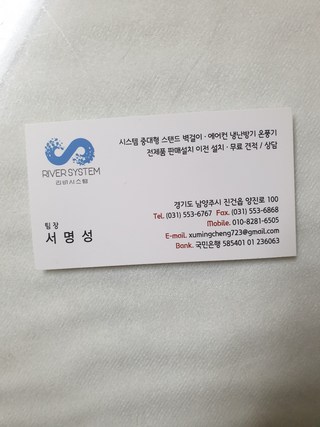 시스템 중대형 스탠드 벽걸이 · 에어컨 냉난방기 온풍기
전제품 판매설치 이전 설치 · 무료 견적 / 상담
RIVER SYSTEM
리버시스템
경기도 남양주시 진건읍 양진로 100
Tel. (031) 553-6767 Fax. (031) 553-6868
Mobile. 010-8281-6505
E-mail. xumingcheng723@gmail.com
Bank. 국민은행 585401 01 236063
팀장
서명성